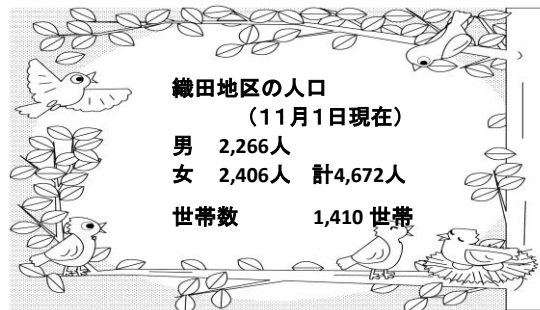 織田地区の人口
（11月1日現在）
男　2,266人
女　2,406人　計4,672人
世帯数　1,410 世帯